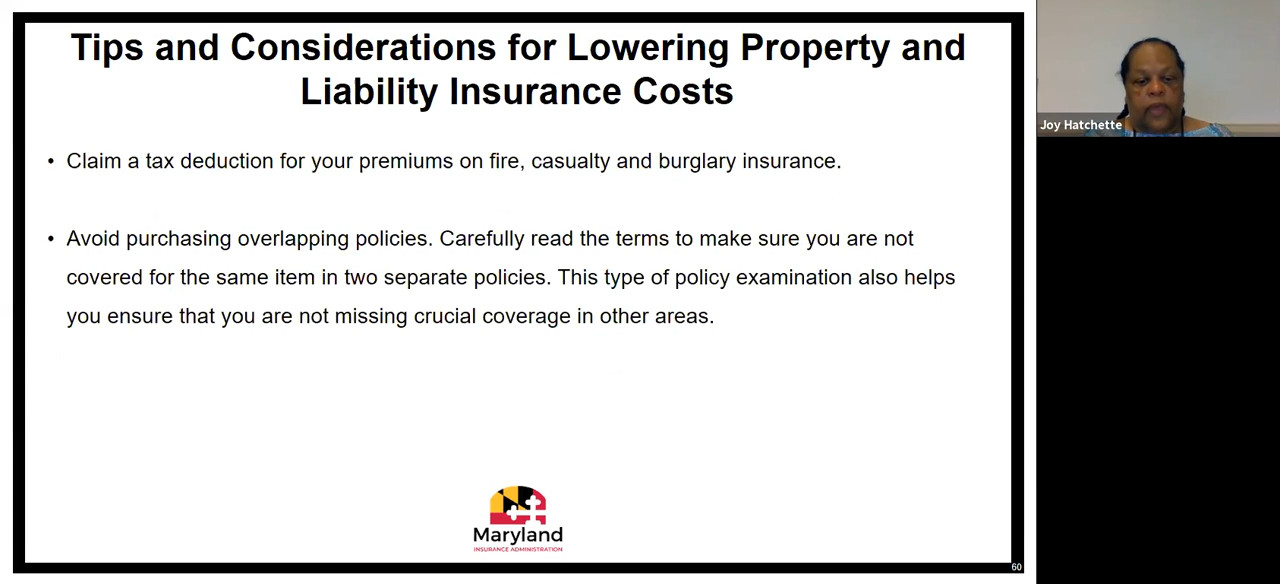 Tips and Considerations for Lowering Property and
Liability Insurance Costs
• Claim a tax deduction for your premiums on fire, casualty and burglary insurance.
• Avoid purchasing overlapping policies. Carefully read the terms to make sure you are not
covered for the same item in two separate policies. This type of policy examination also helps
you ensure that you are not missing crucial coverage in other areas.
Maryland
INSURANCE ADMINISTRATION
60
Joy Hatchette